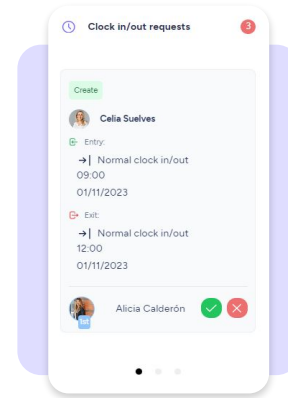 Clock in/out requests
3
Create
Celia Suelves
Entry:
Normal clock in/out
09:00
01/11/2023
Exit:
Normal clock in/out
12:00
01/11/2023
Alicia Calderón
1st